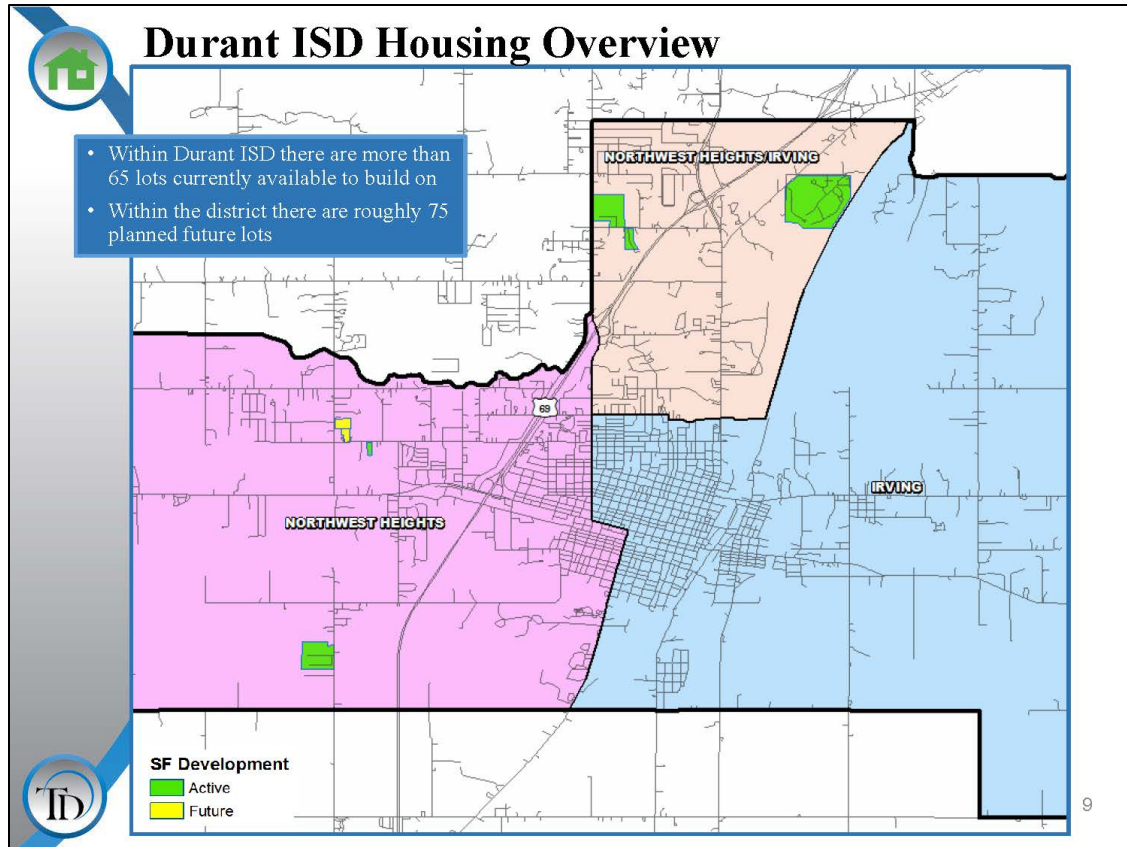 Durant ISD Housing Overview
• Within Durant ISD there are more than
65 lots currently available to build on
• Within the district there are roughly 75
planned future lots
NORTHWEST HEIGHTS/IRVING
69
IRVING
NORTHWEST HEIGHTS
SF Development
Active
Future
TD
9